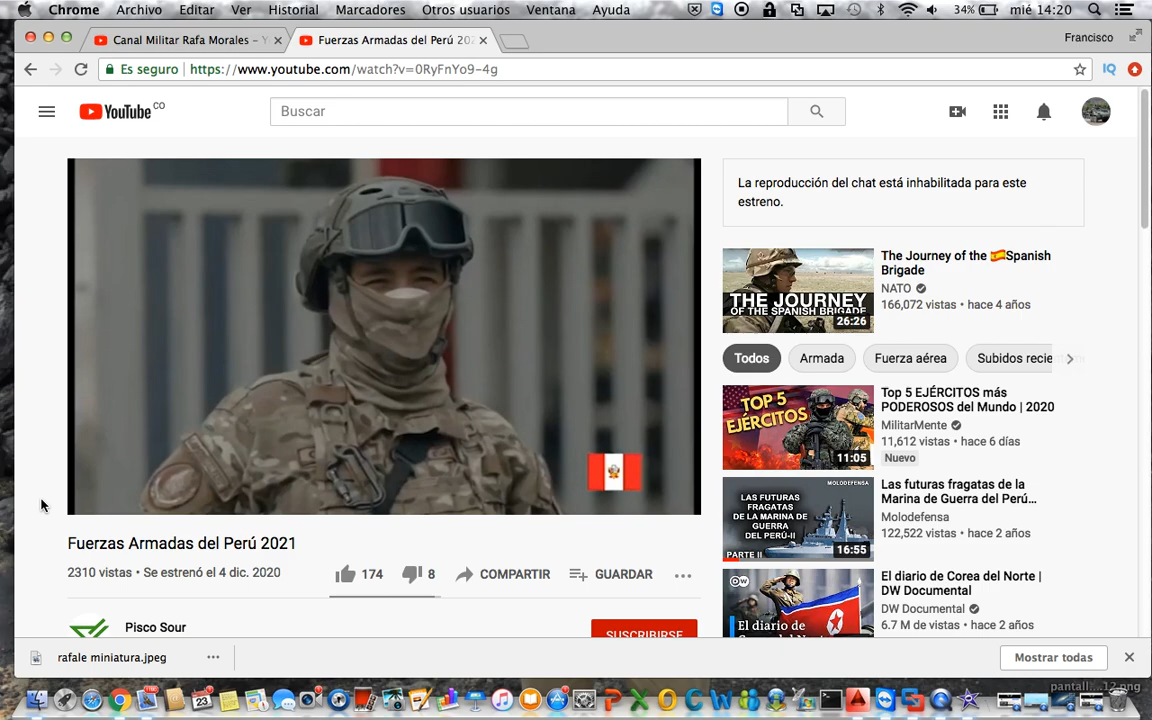 Chrome Archivo Editar Ver Historial Marcadores Otros usuarios Ventana Ayuda 34% mié 14:20
Canal Militar Rafa Morales – Y
Fuerzas Armadas del Perú 202
Francisco
Es seguro https://www.youtube.com/watch?v=0RyFnYo9-4g
IQ
YouTube CO
Buscar
La reproducción del chat está inhabilitada para este
estreno.
THE JOURNEY
OF THE SPANISH BRIGADE
26:26
The Journey of the 🇪🇸Spanish
Brigade
NATO
166,072 vistas • hace 4 años
Todos Armada Fuerza aérea Subidos recie
TOP 5
EJÉRCITOS
11:05
Top 5 EJÉRCITOS más
PODEROSOS del Mundo | 2020
MilitarMente
11,612 vistas • hace 6 días
Nuevo
MOLODEFENSA
LAS FUTURAS
FRAGATAS
DE LA MARINA DE
GUERRA DEL
PERÚ-II
PARTE II
16:55
Las futuras fragatas de la
Marina de Guerra del Perú...
Molodefensa
122,522 vistas • hace 2 años
DW
El diario de
El diario de Corea del Norte |
DW Documental
DW Documental
6.7 M de vistas • hace 2 años
Fuerzas Armadas del Perú 2021
2310 vistas • Se estrenó el 4 dic. 2020
174 8 COMPARTIR GUARDAR
Pisco Sour
SUSCRIBIRSE
rafale miniatura.jpeg
Mostrar todas
pantall...12.png
23